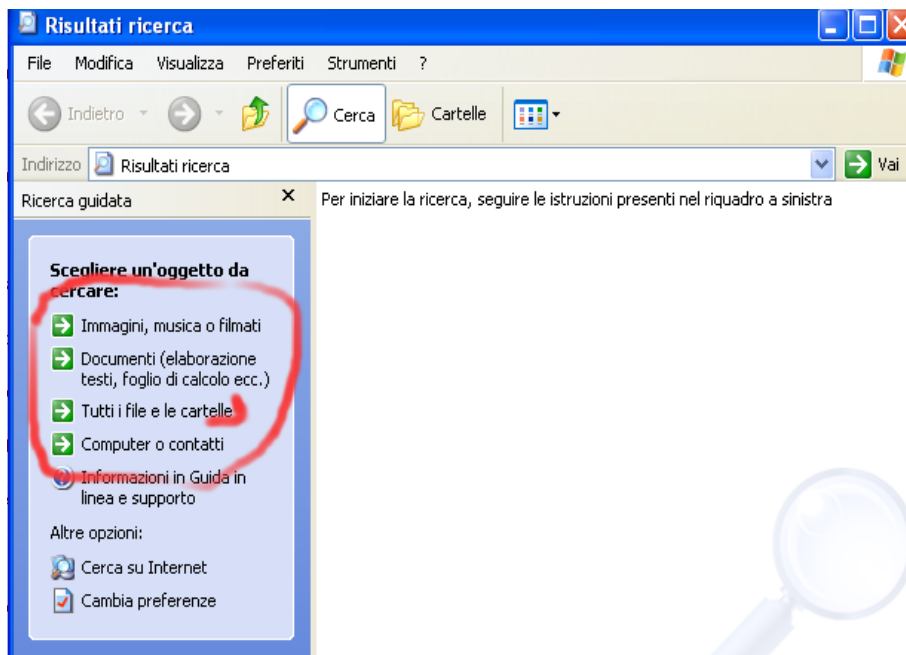 Risultati ricerca
File Modifica Visualizza Preferiti Strumenti ?
Indietro Cerca Cartelle
Indirizzo Risultati ricerca Vai
Ricerca guidata
Per iniziare la ricerca, seguire le istruzioni presenti nel riquadro a sinistra
Scegliere un'oggetto da
cercare:
Immagini, musica o filmati
Documenti (elaborazione
testi, foglio di calcolo ecc.)
Tutti i file e le cartelle
Computer o contatti
Informazioni in Guida in
linea e supporto
Altre opzioni:
Cerca su Internet
Cambia preferenze